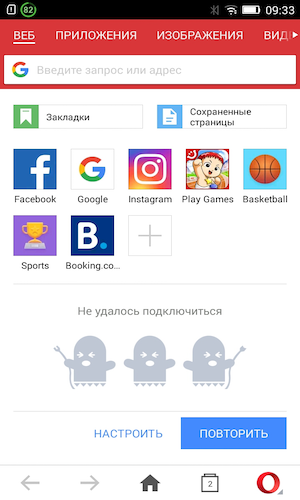 82 09:33
ВЕБ ПРИЛОЖЕНИЯ ИЗОБРАЖЕНИЯ ВИД
Введите запрос или адрес
Закладки
Сохраненные
страницы
Facebook Google Instagram Play Games Basketball
Sports Booking.co...
Не удалось подключиться
НАСТРОИТЬ ПОВТОРИТЬ
2